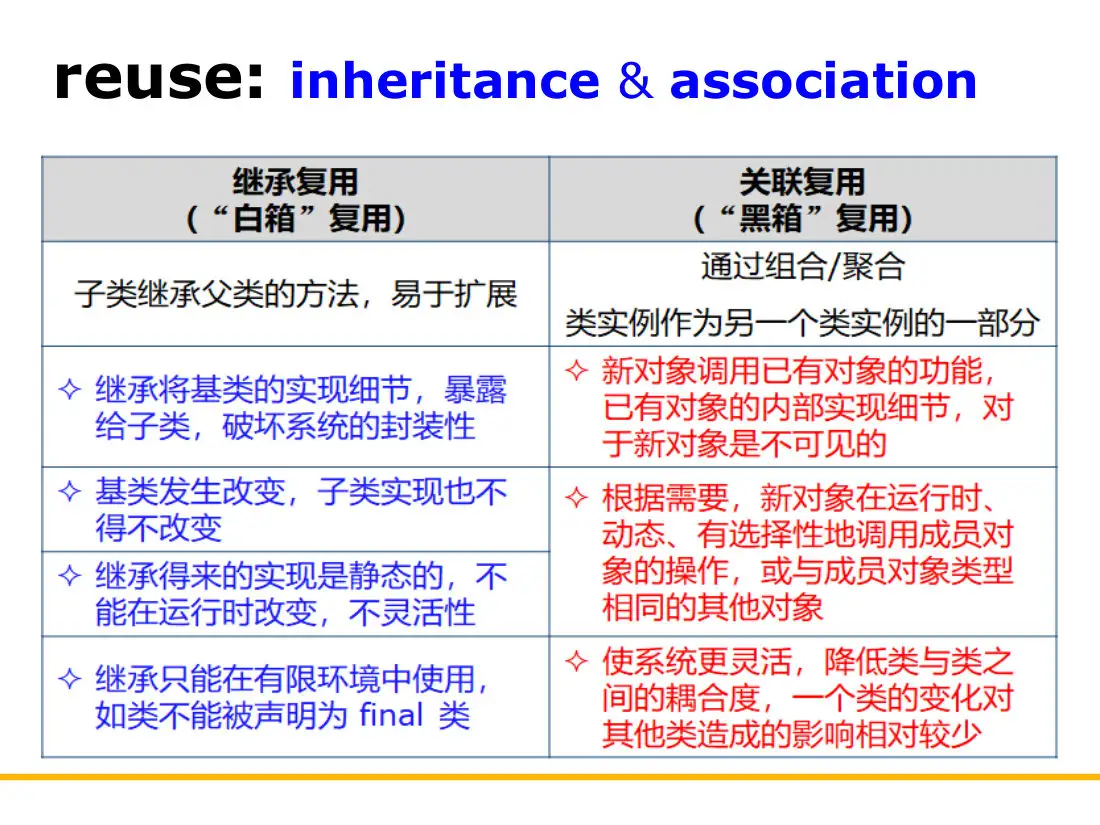 reuse: inheritance & association
继承复用
（“白箱”复用）
关联复用
（“黑箱”复用）
子类继承父类的方法，易于扩展
通过组合/聚合
类实例作为另一个类实例的一部分
✧ 继承将基类的实现细节，暴露
给子类，破坏系统的封装性
✧ 新对象调用已有对象的功能，
已有对象的内部实现细节，对
于新对象是不可见的
✧ 基类发生改变，子类实现也不
得不改变
✧ 继承得来的实现是静态的，不
能在运行时改变，不灵活性
✧ 根据需要，新对象在运行时、
动态、有选择性地调用成员对
象的操作，或与成员对象类型
相同的其他对象
✧ 继承只能在有限环境中使用，
如类不能被声明为 final 类
✧ 使系统更灵活，降低类与类之
间的耦合度，一个类的变化对
其他类造成的影响相对较少